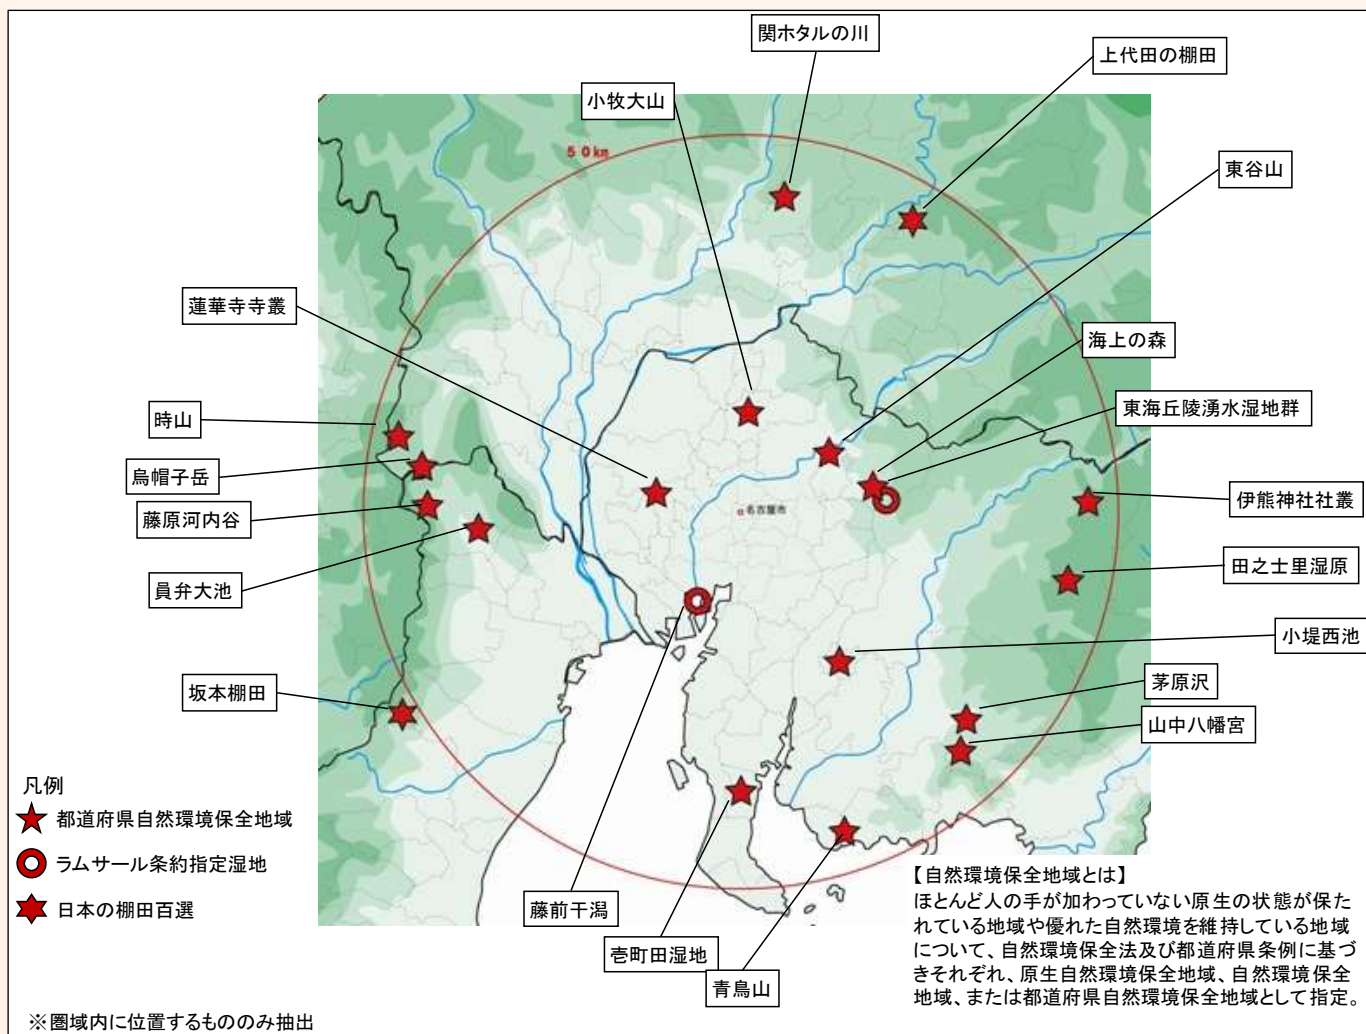 関ホタルの川
上代田の棚田
小牧大山
東谷山
50km
蓮華寺寺叢
海上の森
東海丘陵湧水湿地群
時山
烏帽子岳
藤原河内谷
員弁大池
名古屋市
伊熊神社社叢
田之士里湿原
小堤西池
茅原沢
山中八幡宮
坂本棚田
凡例
都道府県自然環境保全地域
ラムサール条約指定湿地
日本の棚田百選
藤前干潟
壱町田湿地
青鳥山
【自然環境保全地域とは】
ほとんど人の手が加わっていない原生の状態が保た
れている地域や優れた自然環境を維持している地域
について、自然環境保全法及び都道府県条例に基づ
きそれぞれ、原生自然環境保全地域、自然環境保全
地域、または都道府県自然環境保全地域として指定。
※圏域内に位置するもののみ抽出